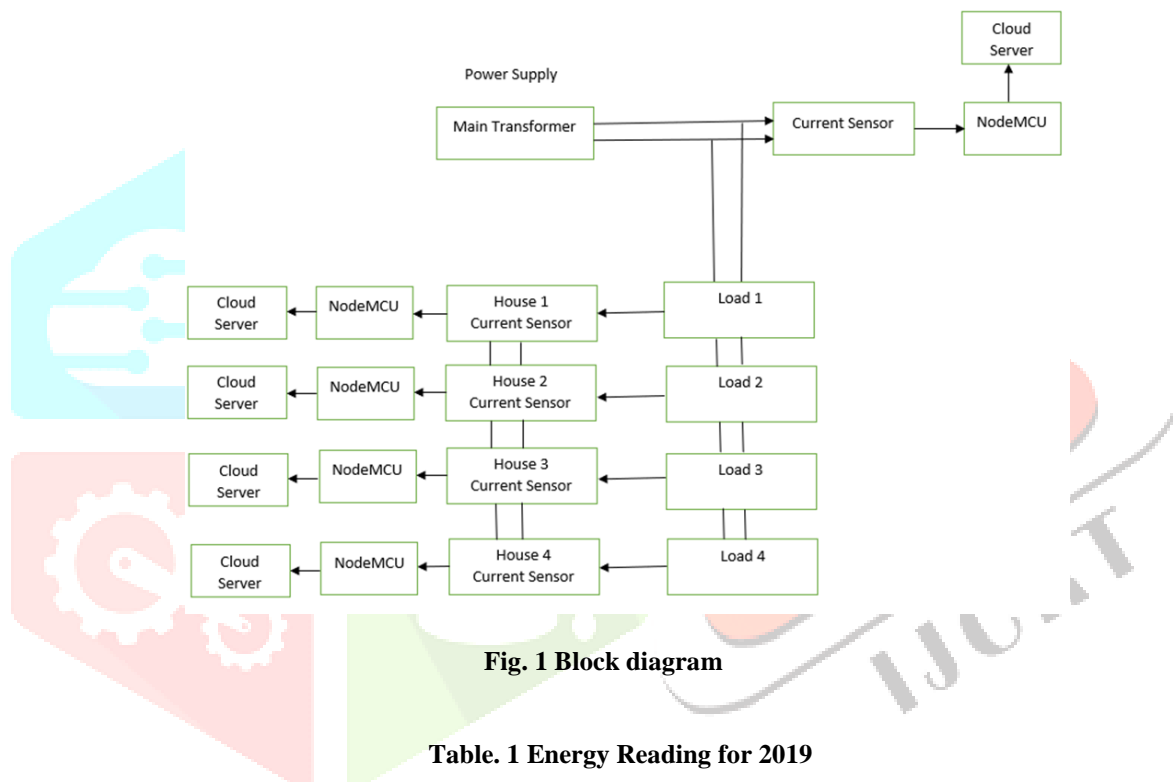 Cloud
Server
Power Supply
Main Transformer
Current Sensor
NodeMCU
Cloud
Server
NodeMCU
House 1
Current Sensor
Load 1
Cloud
Server
NodeMCU
House 2
Current Sensor
Load 2
Cloud
Server
NodeMCU
House 3
Current Sensor
Load 3
Cloud
Server
NodeMCU
House 4
Current Sensor
Load 4
Fig. 1 Block diagram
Table. 1 Energy Reading for 2019